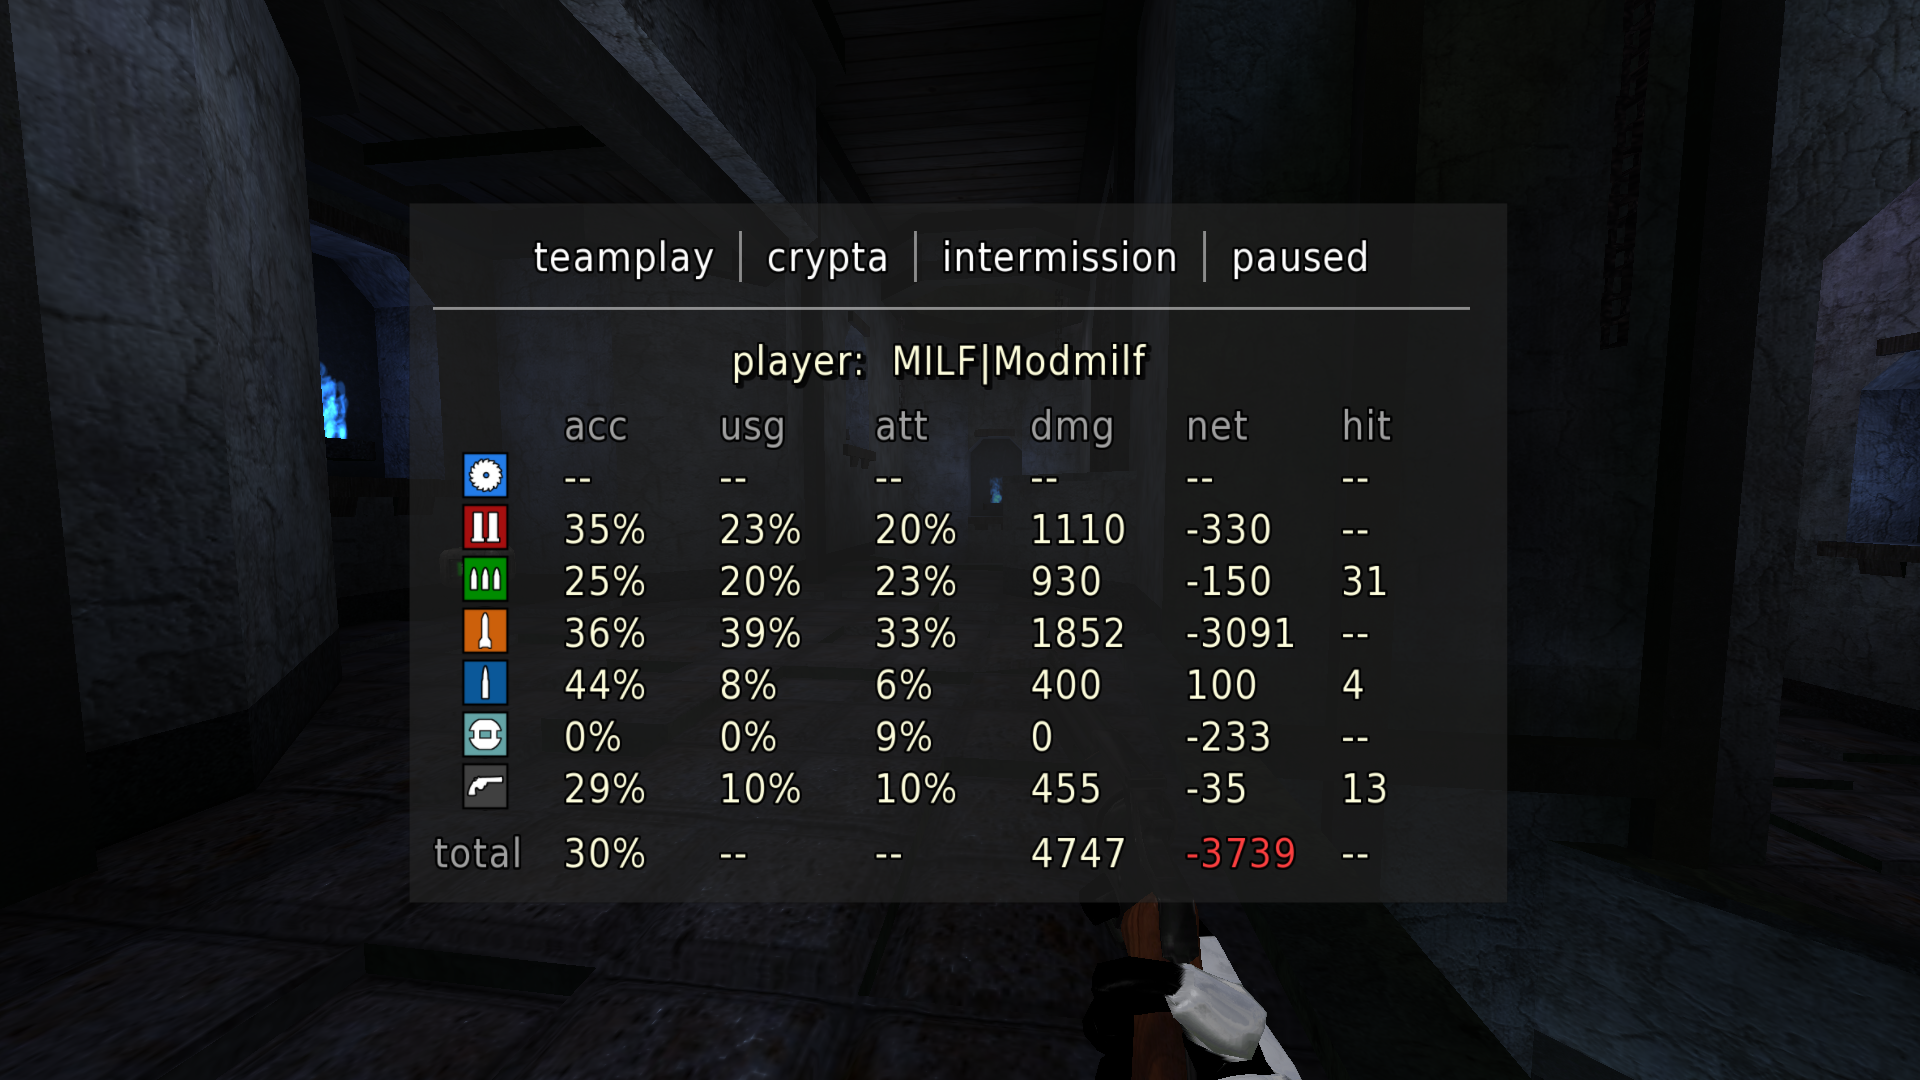 teamplay | crypta | intermission | paused
player: MILF|Modmilf
acc usg att dmg net hit
-- -- -- -- -- --
35% 23% 20% 1110 -330 --
25% 20% 23% 930 -150 31
36% 39% 33% 1852 -3091 --
44% 8% 6% 400 100 4
0% 0% 9% 0 -233 --
29% 10% 10% 455 -35 13
total 30% -- -- 4747 -3739 --